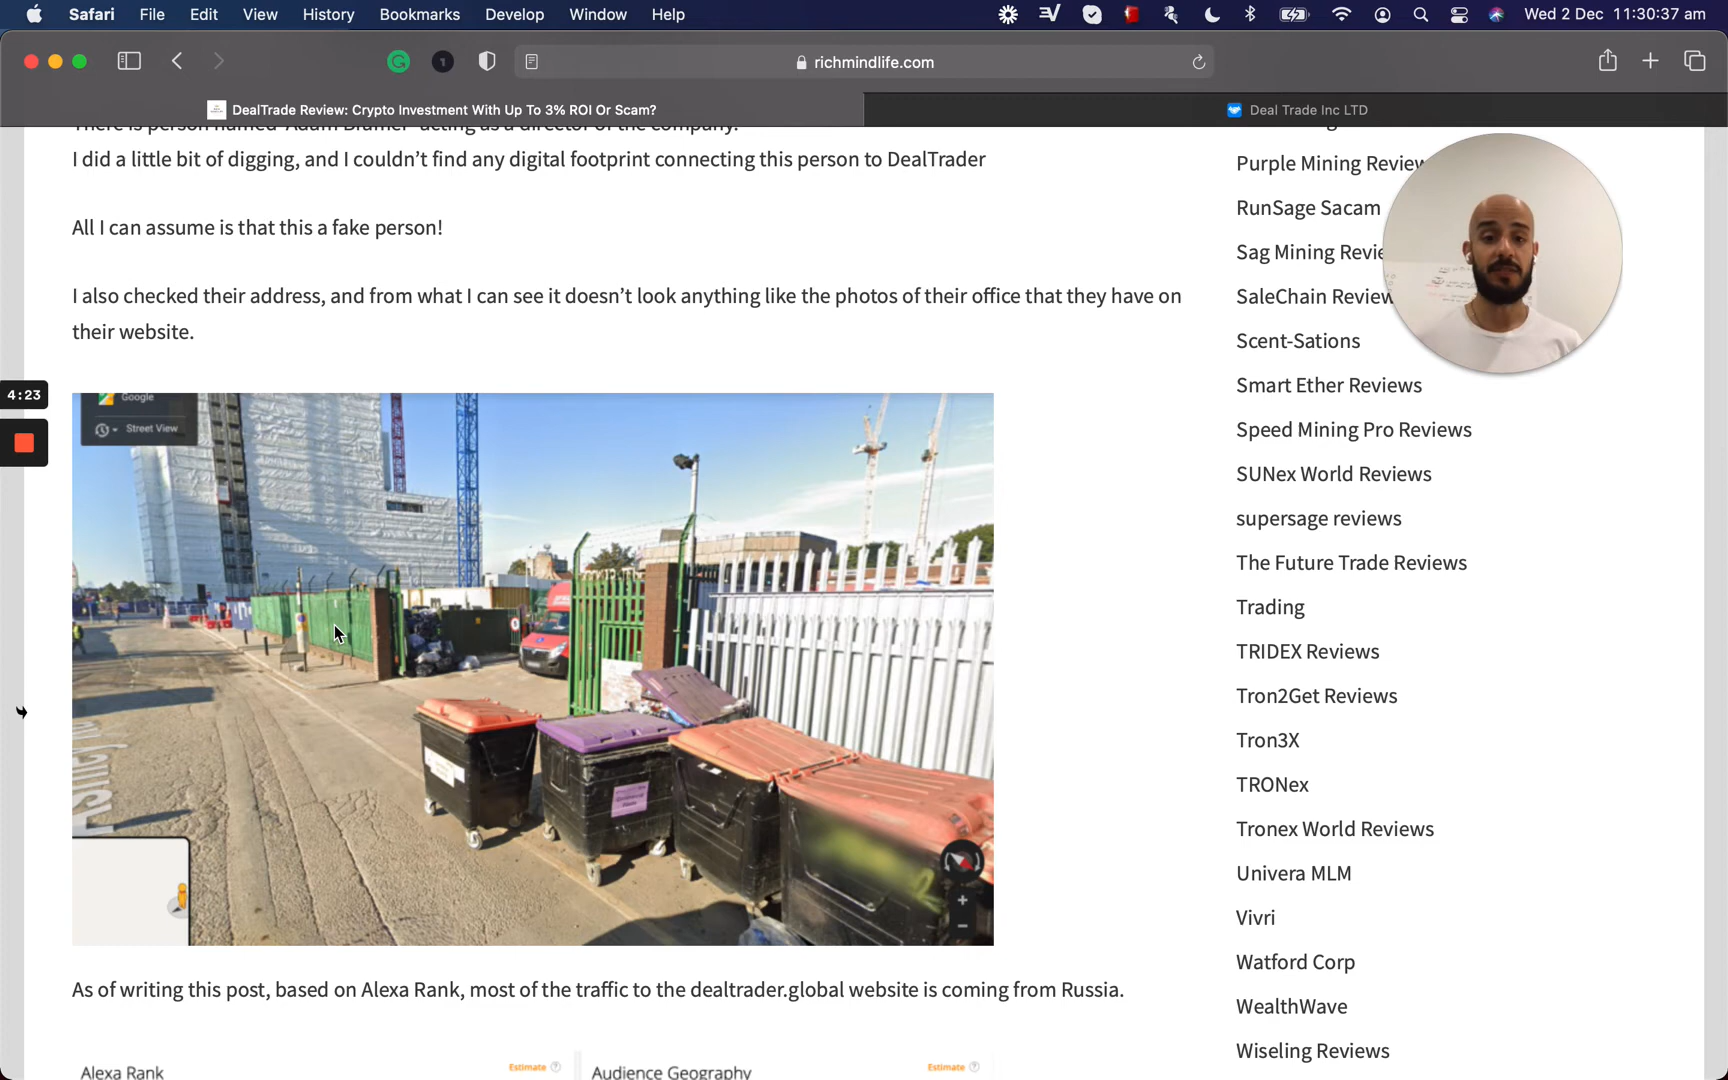 Safari File Edit View History Bookmarks Develop Window Help
Wed 2 Dec 11:30:37 am
richmindlife.com
DealTrade Review: Crypto Investment With Up To 3% ROI Or Scam?
Deal Trade Inc LTD
I did a little bit of digging, and I couldn't find any digital footprint connecting this person to DealTrader
All I can assume is that this a fake person!
I also checked their address, and from what I can see it doesn't look anything like the photos of their office that they have on
their website.
4:23
Google
Street View
As of writing this post, based on Alexa Rank, most of the traffic to the dealtrader.global website is coming from Russia.
Alexa Rank
Estimate
Audience Geography
Estimate
Purple Mining Review
RunSage Sacam
Sag Mining Revie
SaleChain Review
Scent-Sations
Smart Ether Reviews
Speed Mining Pro Reviews
SUNex World Reviews
supersage reviews
The Future Trade Reviews
Trading
TRIDEX Reviews
Tron2Get Reviews
Tron3X
TRONex
Tronex World Reviews
Univera MLM
Vivri
Watford Corp
WealthWave
Wiseling Reviews